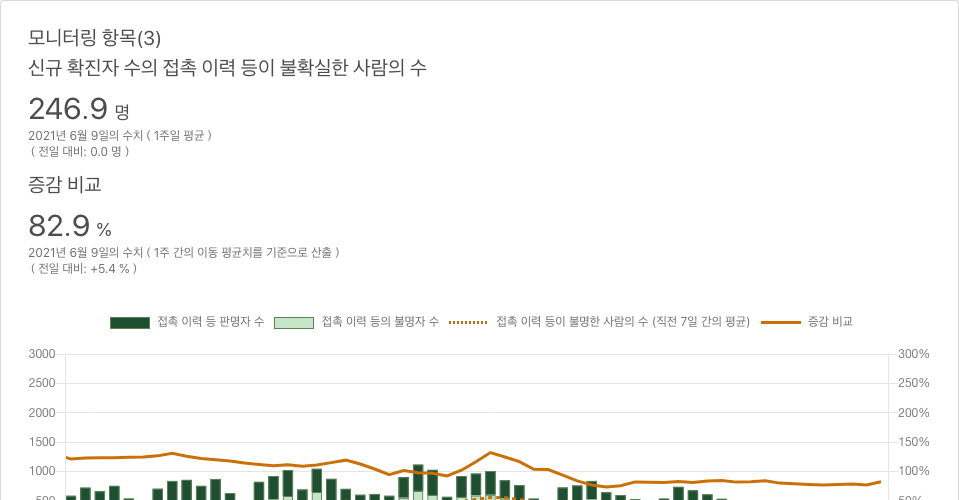 모니터링 항목(3)
신규 확진자 수의 접촉 이력 등이 불확실한 사람의 수
246.9 명
2021년 6월 9일의 수치 ( 1주일 평균 )
( 전일 대비: 0.0 명 )
증감 비교
82.9 %
2021년 6월 9일의 수치 ( 1주 간의 이동 평균치를 기준으로 산출 )
( 전일 대비: +5.4 % )
접촉 이력 등 판명자 수 접촉 이력 등의 불명자 수 접촉 이력 등이 불명한 사람의 수 (직전 7일 간의 평균) 증감 비교
3000 300%
2500 250%
2000 200%
1500 150%
1000 100%
500 50%